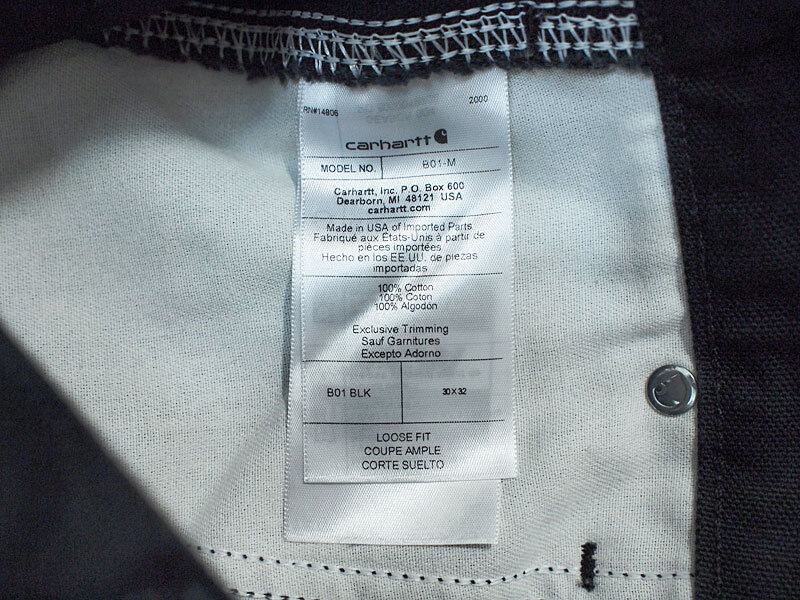 RN#14806 2000
carhartt
MODEL NO. B01-M
Carhartt, Inc. P.O. Box 600
Dearborn, MI 48121 USA
carhartt.com
Made in USA of Imported Parts
Fabriqué aux États-Unis à partir de
pièces importées
Hecho en los EE.UU. de piezas
importadas
100% Cotton
100% Coton
100% Algodon
Exclusive Trimming
Sauf Garnitures
Excepto Adorno
B01 BLK 30X32
LOOSE FIT
COUPE AMPLE
CORTE SUELTO